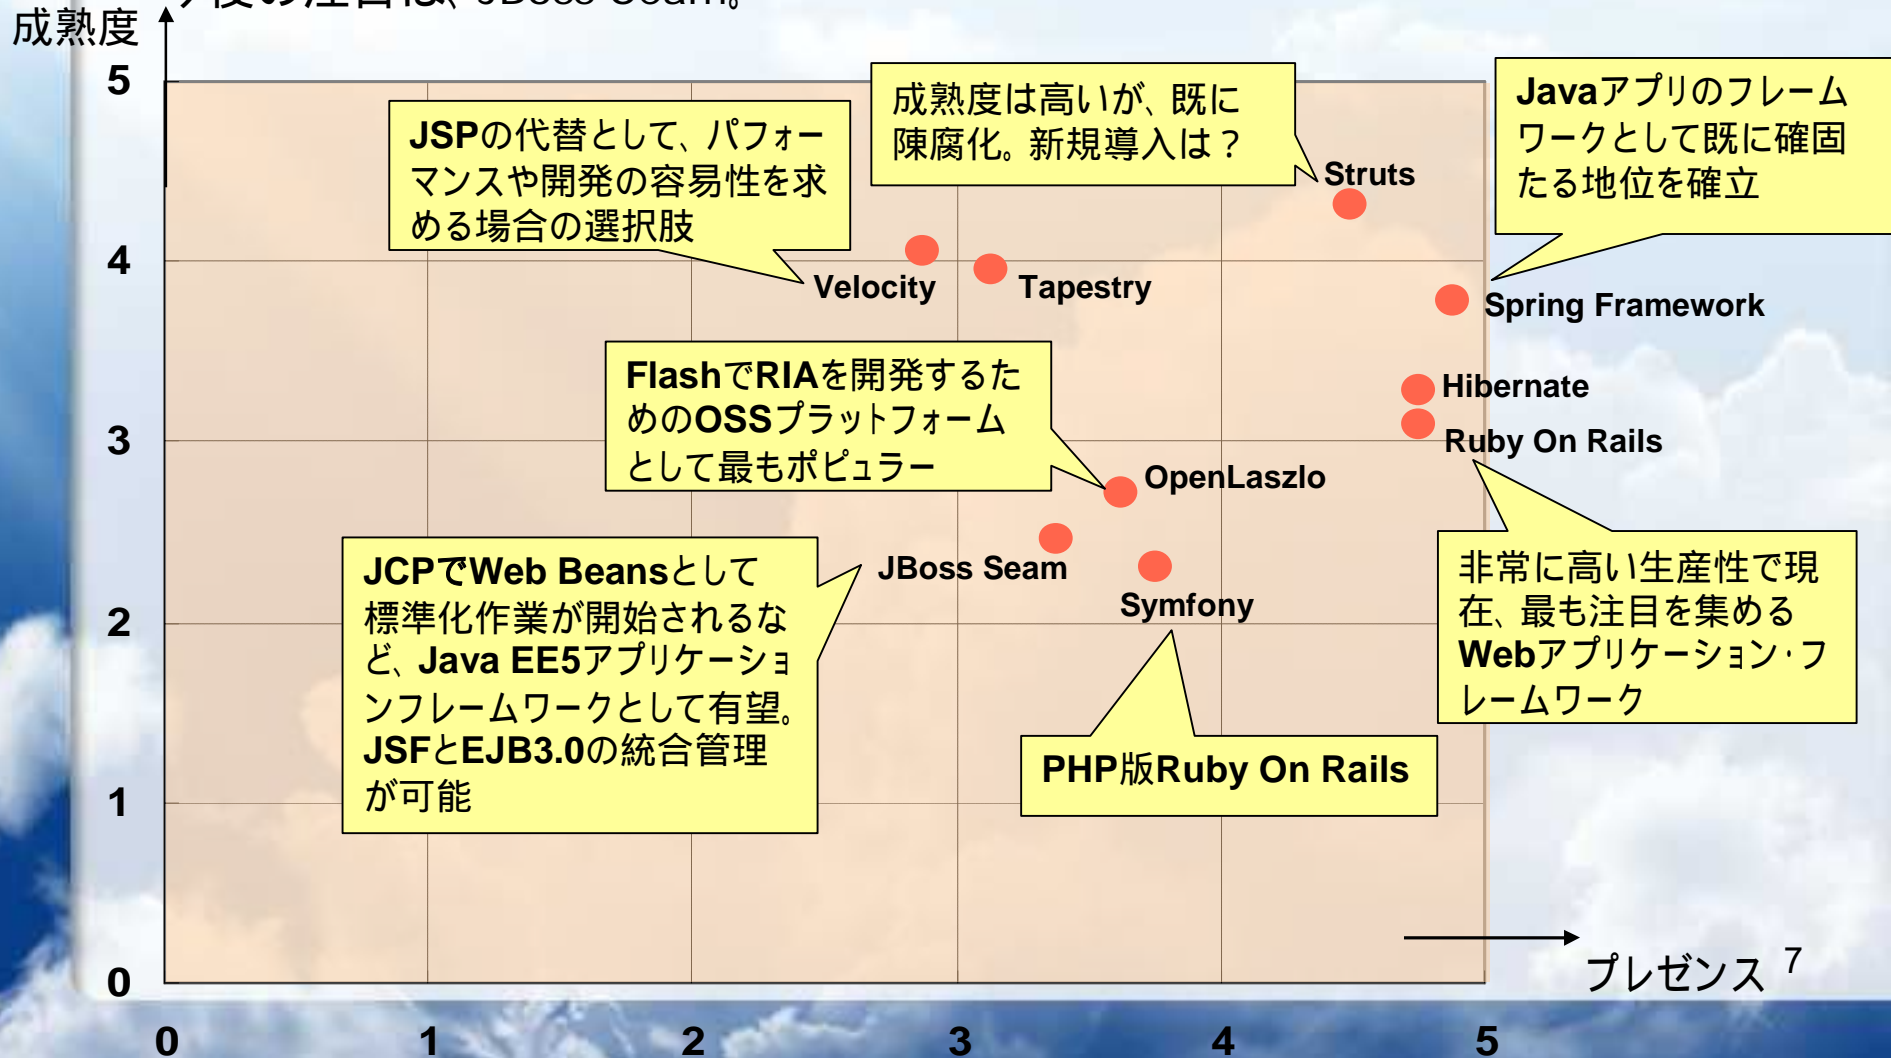 今後の注目は、JBoss Seam。
成熟度
5
4
3
2
1
0
JSPの代替として、パフォー
マンスや開発の容易性を求
める場合の選択肢
成熟度は高いが、既に
陳腐化。新規導入は？
Javaアプリのフレーム
ワークとして既に確固
たる地位を確立
Struts
Velocity
Tapestry
Spring Framework
FlashでRIAを開発するた
めのOSSプラットフォーム
として最もポピュラー
Hibernate
Ruby On Rails
OpenLaszlo
JBoss Seam
Symfony
JCPでWeb Beansとして
標準化作業が開始されるな
ど、Java EE5アプリケーショ
ンフレームワークとして有望。
JSFとEJB3.0の統合管理
が可能
非常に高い生産性で現
在、最も注目を集める
Webアプリケーション・フ
レームワーク
PHP版Ruby On Rails
プレゼンス
7
0 1 2 3 4 5